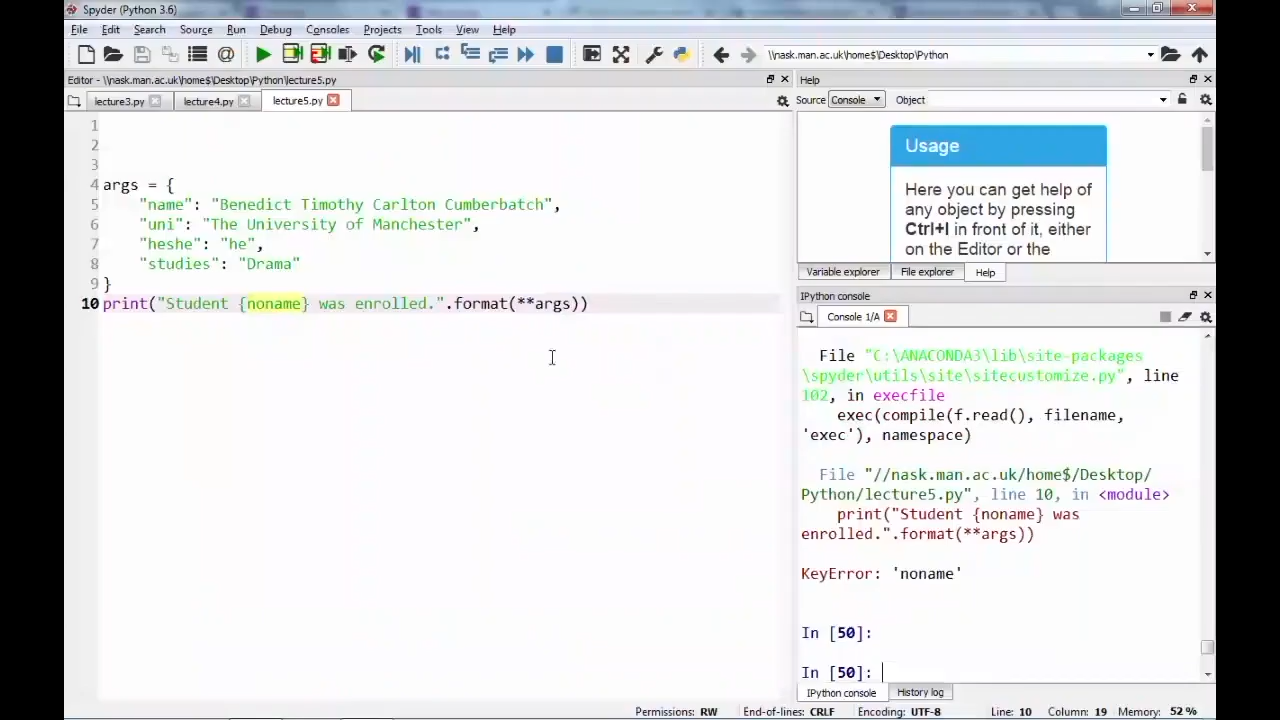 Spyder (Python 3.6)
File Edit Search Source Run Debug Consoles Projects Tools View Help
\\nask.man.ac.uk\home$\Desktop\Python
Editor - \\nask.man.ac.uk\home$\Desktop\Python\lecture5.py
lecture3.py lecture4.py lecture5.py
1
2
3
4 args = {
5 "name": "Benedict Timothy Carlton Cumberbatch",
6 "uni": "The University of Manchester",
7 "heshe": "he",
8 "studies": "Drama"
9 }
10 print("Student {noname} was enrolled.".format(**args))
Help
Source Console Object
Usage
Here you can get help of
any object by pressing
Ctrl+I in front of it, either
on the Editor or the
Variable explorer File explorer Help
IPython console
Console 1/A
File "C:\ANACONDA3\lib\site-packages
\spyder\utils\site\sitecustomize.py", line
102, in execfile
exec(compile(f.read(), filename,
'exec'), namespace)
File "//nask.man.ac.uk/home$/Desktop/
Python/lecture5.py", line 10, in <module>
print("Student {noname} was
enrolled.".format(**args))
KeyError: 'noname'
In [50]:
In [50]:
IPython console History log
Permissions: RW End-of-lines: CRLF Encoding: UTF-8 Line: 10 Column: 19 Memory: 52 %